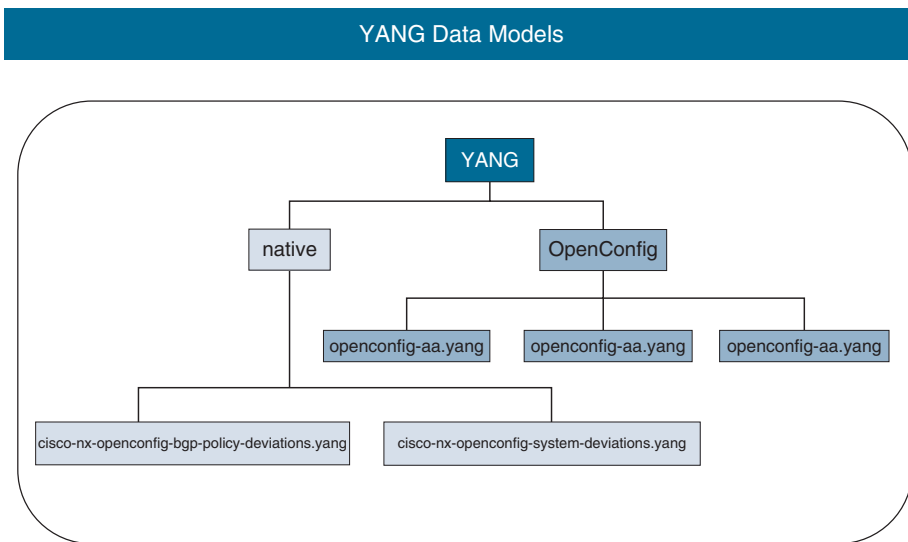 YANG Data Models
YANG
native
OpenConfig
openconfig-aa.yang
openconfig-aa.yang
openconfig-aa.yang
cisco-nx-openconfig-bgp-policy-deviations.yang
cisco-nx-openconfig-system-deviations.yang